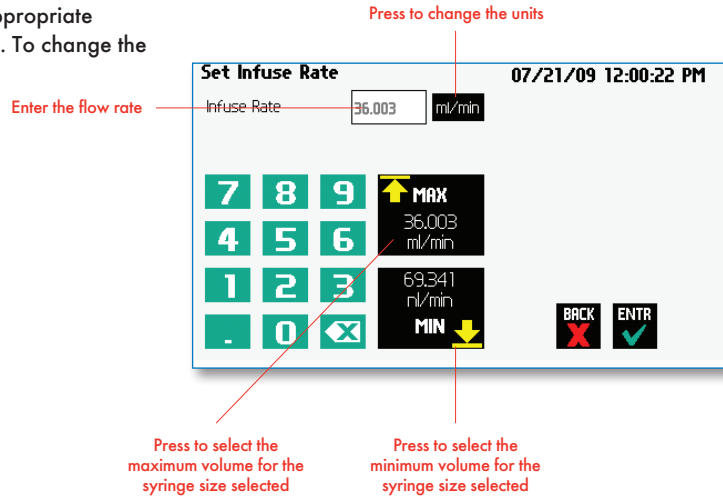 ppropriate
. To change the
Press to change the units
Set Infuse Rate
07/21/09 12:00:22 PM
Enter the flow rate
Infuse Rate
36.003
ml/min
7 8 9
4 5 6
1 2 3
. 0 X
MAX
36.003
ml/min
69.341
nl/min
MIN
BACK
X
ENTR
Press to select the
maximum volume for the
syringe size selected
Press to select the
minimum volume for the
syringe size selected